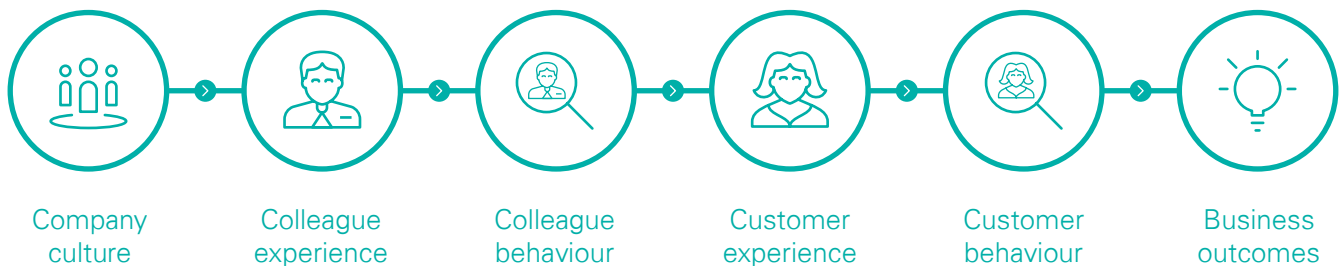 Company
culture
Colleague
experience
Colleague
behaviour
Customer
experience
Customer
behaviour
Business
outcomes